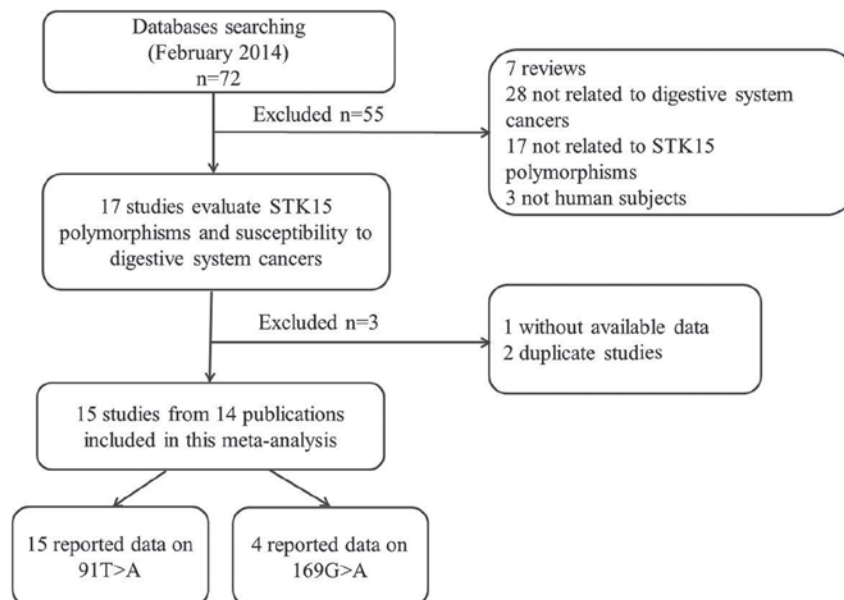 Databases searching
(February 2014)
n=72
Excluded n=55
7 reviews
28 not related to digestive system
cancers
17 not related to STK15
polymorphisms
3 not human subjects
17 studies evaluate STK15
polymorphisms and susceptibility to
digestive system cancers
Excluded n=3
1 without available data
2 duplicate studies
15 studies from 14 publications
included in this meta-analysis
15 reported data on
91T>A
4 reported data on
169G>A